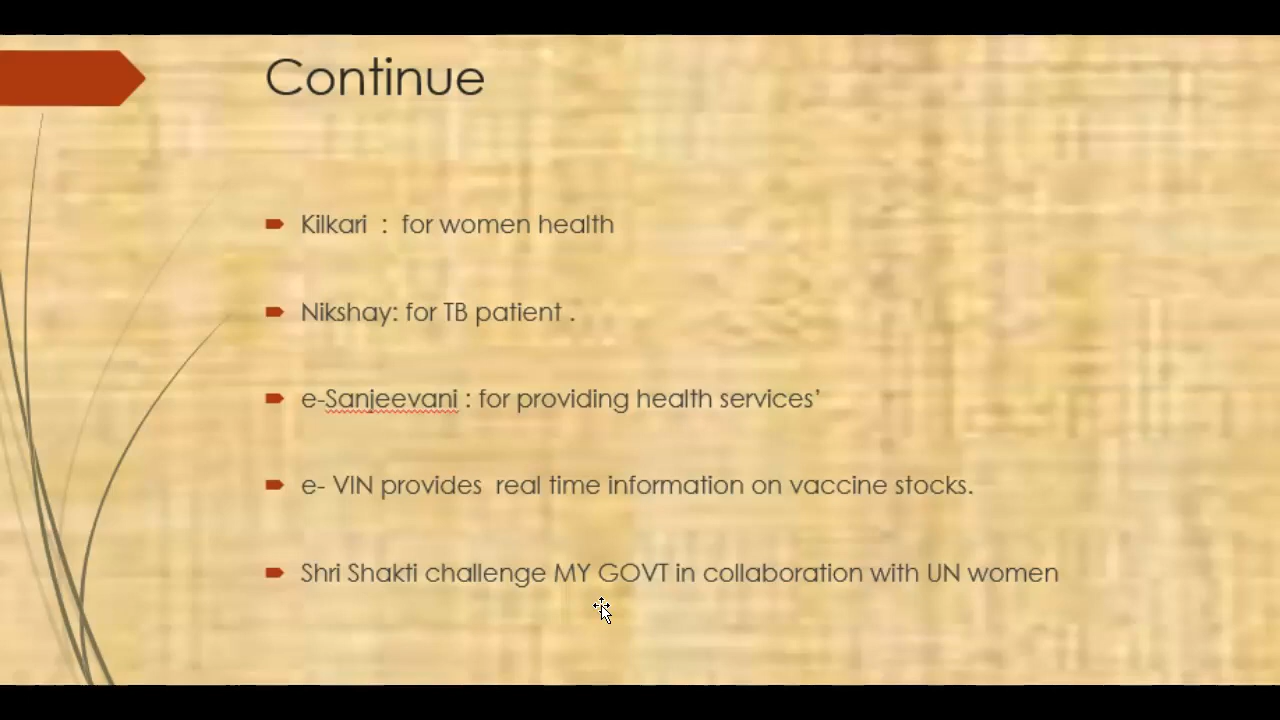 Continue
Kilkari : for women health
Nikshay: for TB patient .
e-Sanjeevani : for providing health services’
e- VIN provides real time information on vaccine stocks.
Shri Shakti challenge MY GOVT in collaboration with UN women